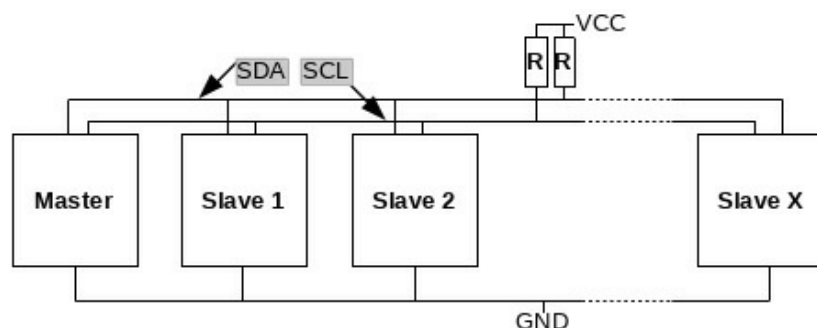 VCC
R R
SDA SCL
Master Slave 1 Slave 2 Slave X
GND